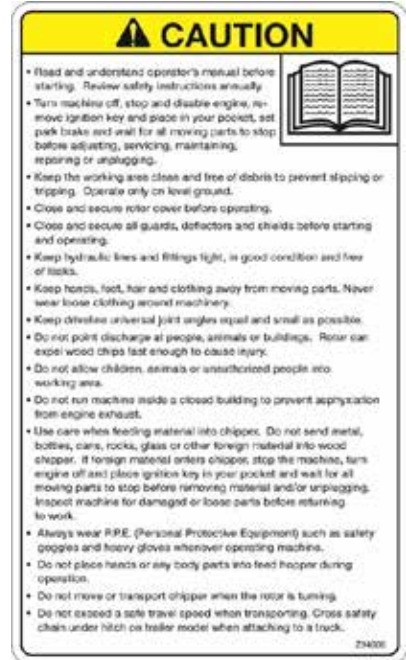 CAUTION
• Read and understand operator's manual before
starting. Review safety instructions annually.
• Turn machine off, stop and disable engine, re-
move ignition key and place in your pocket, set
park brake and wait for all moving parts to stop
before adjusting, servicing, maintaining,
repairing or unplugging.
• Keep the working area clean and free of debris to prevent slipping or
tripping. Operate only on level ground.
• Close and secure rotor cover before operating.
• Close and secure all guards, deflectors and shields before starting
and operating.
• Keep hydraulic lines and fittings tight, in good condition and free
of leaks.
• Keep hands, feet, hair and clothing away from moving parts. Never
wear loose clothing around machinery.
• Keep driveline universal joint angles equal and small as possible.
• Do not point discharge at people, animals or buildings. Rotor can
expel wood chips fast enough to cause injury.
• Do not allow children, animals or unauthorized people into
working area.
• Do not run machine inside a closed building to prevent asphyxiation
from engine exhaust.
• Use care when feeding material into chipper. Do not send metal,
bottles, cans, rocks, glass or other foreign material into wood
chipper. If foreign material enters chipper, stop the machine, turn
engine off and place ignition key in your pocket and wait for all
moving parts to stop before removing material and/or unplugging.
Inspect machine for damaged or loose parts before returning
to work.
• Always wear P.P.E. (Personal Protective Equipment) such as safety
goggles and heavy gloves whenever operating machine.
• Do not place hands or any body parts into feed hopper during
operation.
• Do not move or transport chipper when the rotor is turning.
• Do not exceed a safe travel speed when transporting. Cross safety
chain under hitch on trailer model when attaching to a truck.